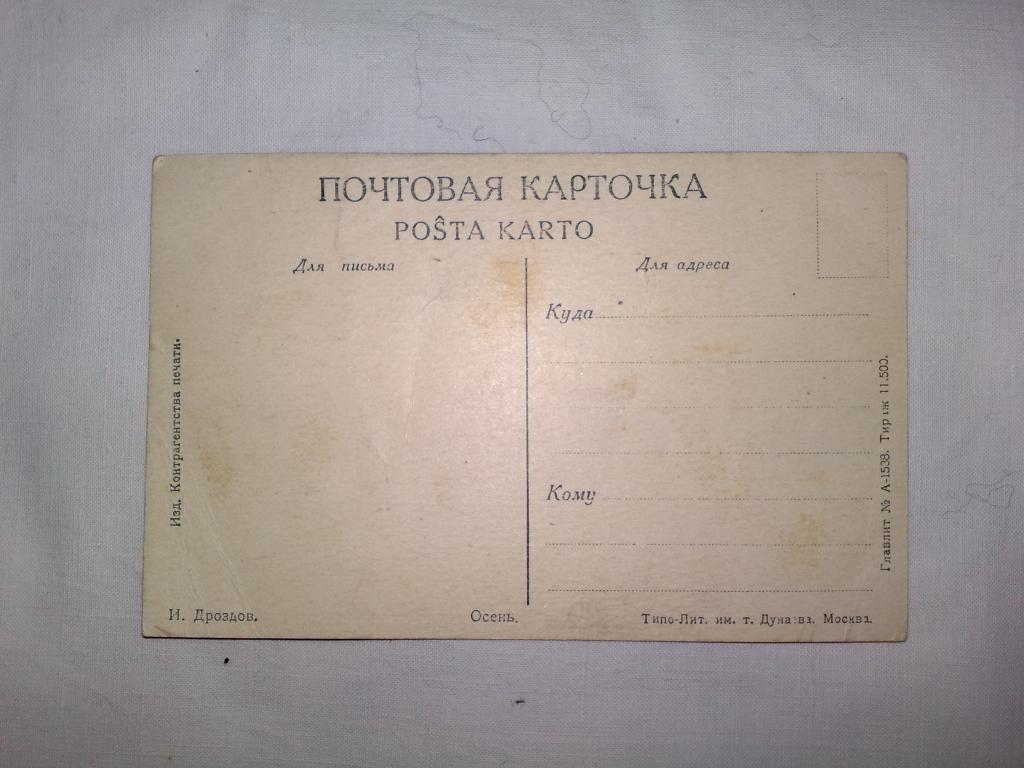 ПОЧТОВАЯ КАРТОЧКА
POŜTA KARTO
Для письма
Для адреса
Куда
Кому
Изд. Контрагентства печати.
Главлит № А-1538. Тираж 11.500.
И. Дроздов.
Осень.
Типо-Лит. им. т. Дунаева. Москва.